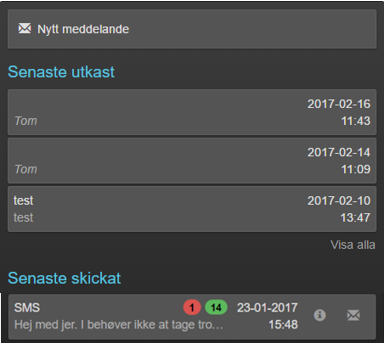 Nytt meddelande
Senaste utkast
2017-02-16
Tom 11:43
2017-02-14
Tom 11:09
test 2017-02-10
test 13:47
Visa alla
Senaste skickat
SMS 1 14 23-01-2017
Hej med jer. I behøver ikke at tage tro... 15:48